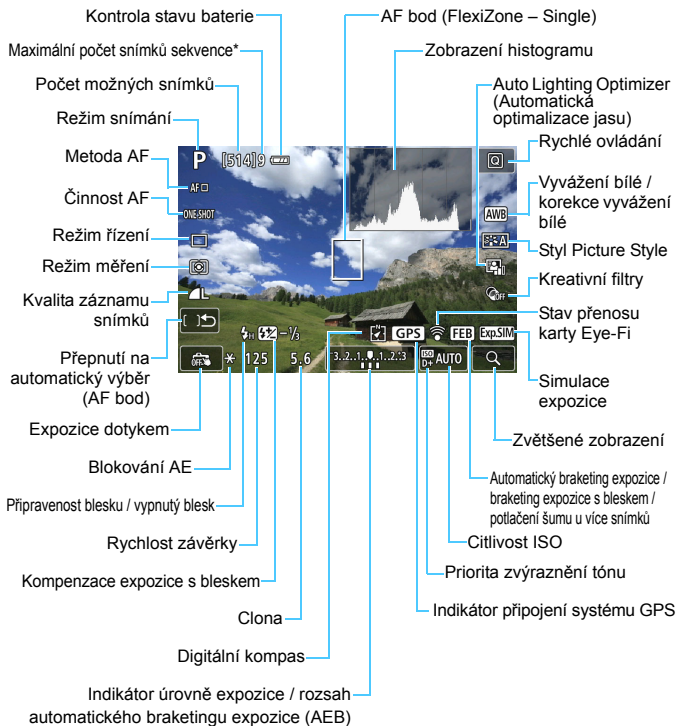 Kontrola stavu baterie
AF bod (FlexiZone – Single)
Maximální počet snímků sekvence*
Zobrazení histogramu
Počet možných snímků
Auto Lighting Optimizer
(Automatická
optimalizace jasu)
Režim snímání
Rychlé ovládání
Metoda AF
Vyvážení bílé /
korekce vyvážení
bílé
Činnost AF
Režim řízení
Styl Picture Style
Režim měření
Kreativní filtry
Kvalita záznamu
snímků
Stav přenosu
karty Eye-Fi
Přepnutí na
automatický výběr
(AF bod)
Simulace
expozice
Expozice dotykem
Zvětšené zobrazení
Blokování AE
Automatický braketing expozice /
braketing expozice s bleskem /
potlačení šumu u více snímků
Připravenost blesku / vypnutý blesk
Rychlost závěrky
Citlivost ISO
Kompenzace expozice s bleskem
Priorita zvýraznění tónu
Clona
Indikátor připojení systému GPS
Digitální kompas
Indikátor úrovně expozice / rozsah
automatického braketingu expozice (AEB)
P [514] 9
Q
AF
ONE SHOT
AWB
A
L
OFF
H -1/3
GPS FEB Exp.SIM
OFF
125 5.6 3..2..1..0..1..2..3 ISO D+ AUTO